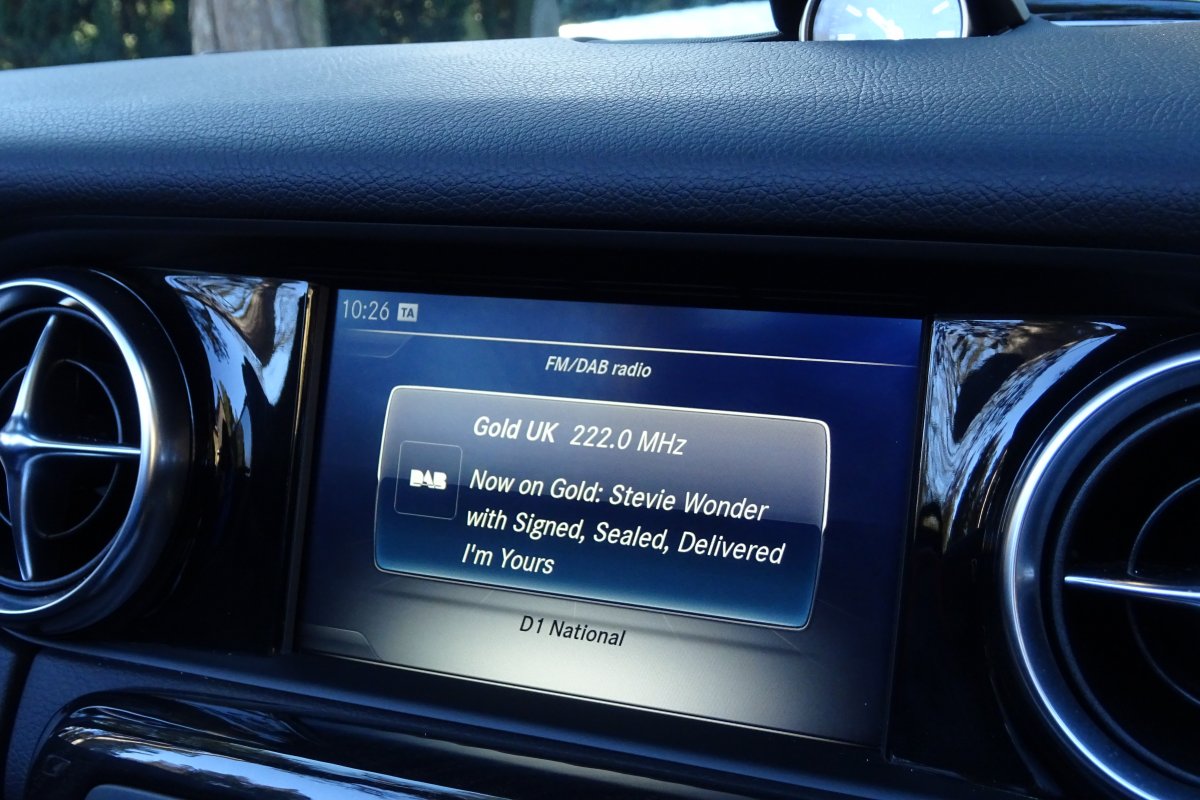 10:26 TA
FM/DAB radio
Gold UK 222.0 MHz
DAB
Now on Gold: Stevie Wonder
with Signed, Sealed, Delivered
I'm Yours
D1 National